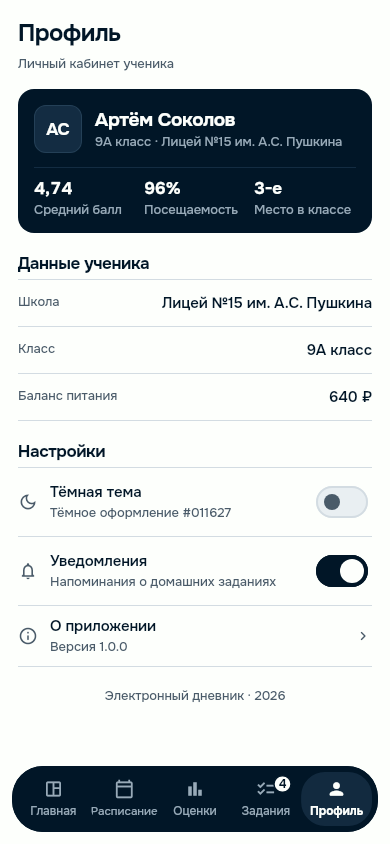 Профиль
Личный кабинет ученика
АС
Артём Соколов
9А класс · Лицей №15 им. А.С. Пушкина
4,74
96%
3-е
Средний балл
Посещаемость
Место в классе
Данные ученика
Школа
Лицей №15 им. А.С. Пушкина
Класс
9А класс
Баланс питания
640 ₽
Настройки
Тёмная тема
Тёмное оформление #011627
Уведомления
Напоминания о домашних заданиях
О приложении
Версия 1.0.0
Электронный дневник · 2026
4
Главная
Расписание
Оценки
Задания
Профиль